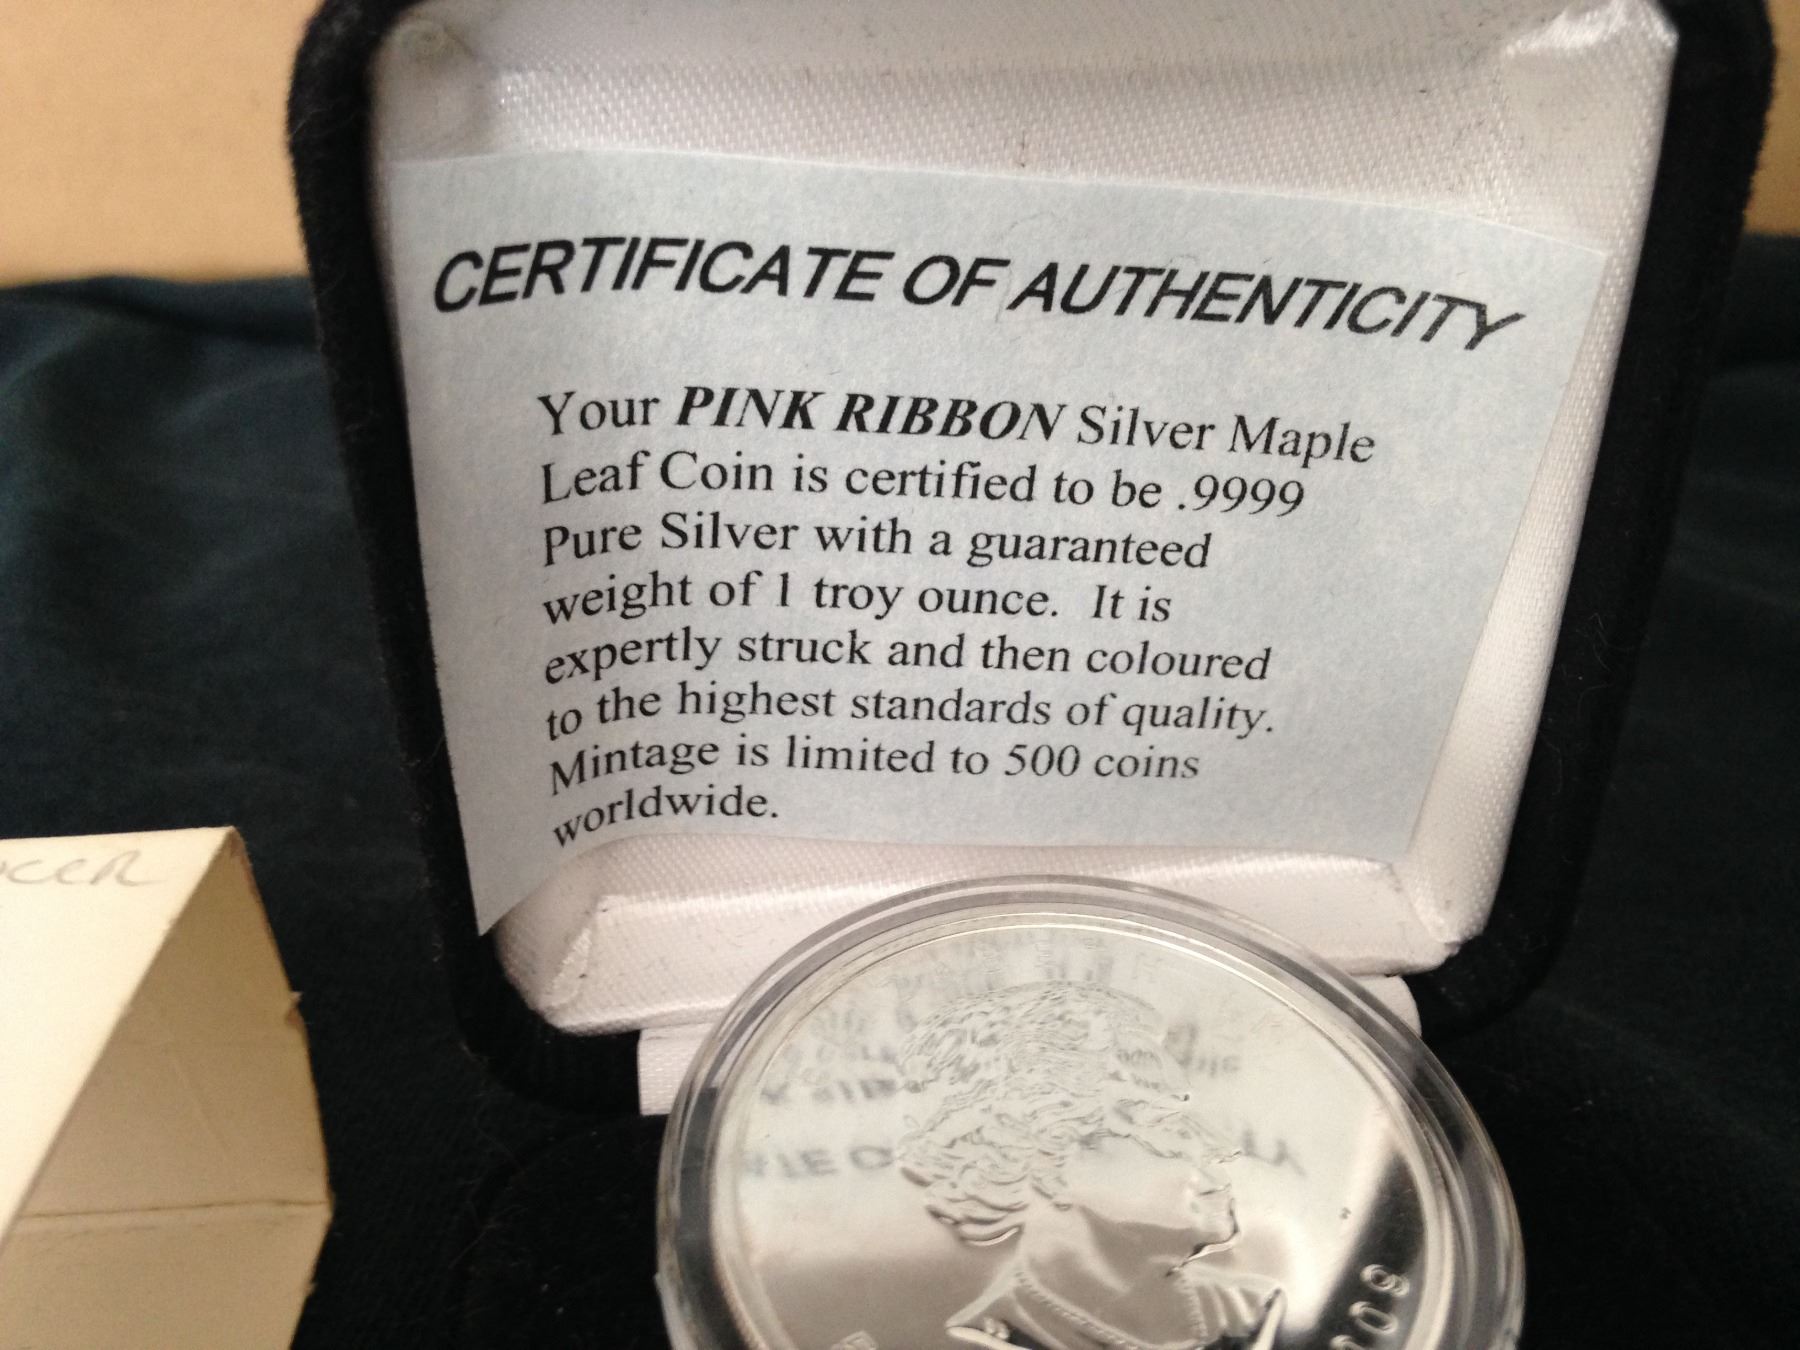 CERTIFICATE OF AUTHENTICITY
Your PINK RIBBON Silver Maple
Leaf Coin is certified to be .9999
Pure Silver with a guaranteed
weight of 1 troy ounce. It is
expertly struck and then coloured
to the highest standards of quality.
Mintage is limited to 500 coins
worldwide.